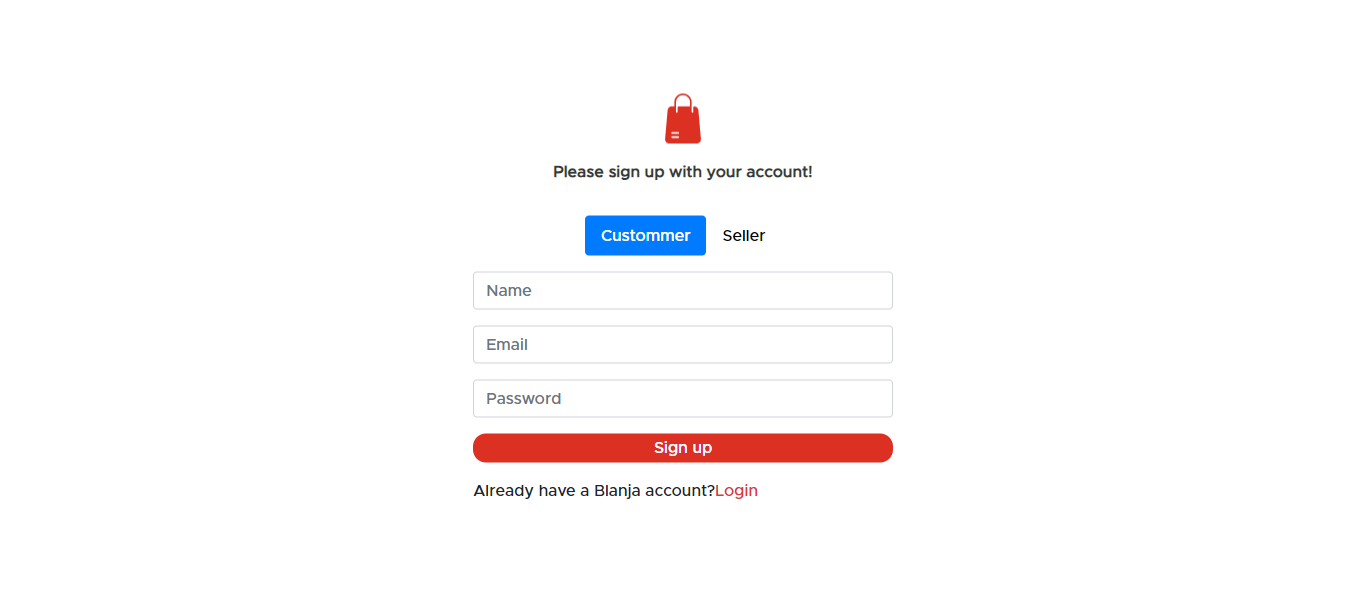 Please sign up with your account!
Custommer Seller
Name
Email
Password
Sign up
Already have a Blanja account?Login